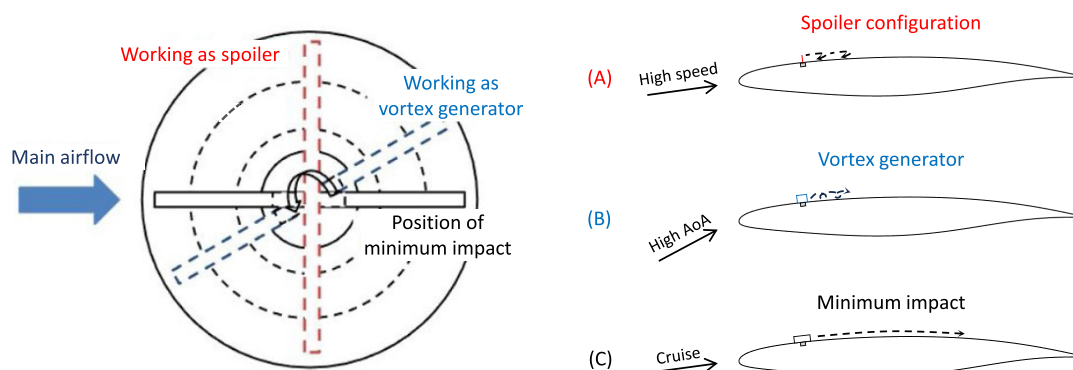 Working as spoiler
Working as
vortex generator
Main airflow
Position of
minimum impact
Spoiler configuration
(A)
High speed
Vortex generator
(B)
High AoA
Minimum impact
(C)
Cruise